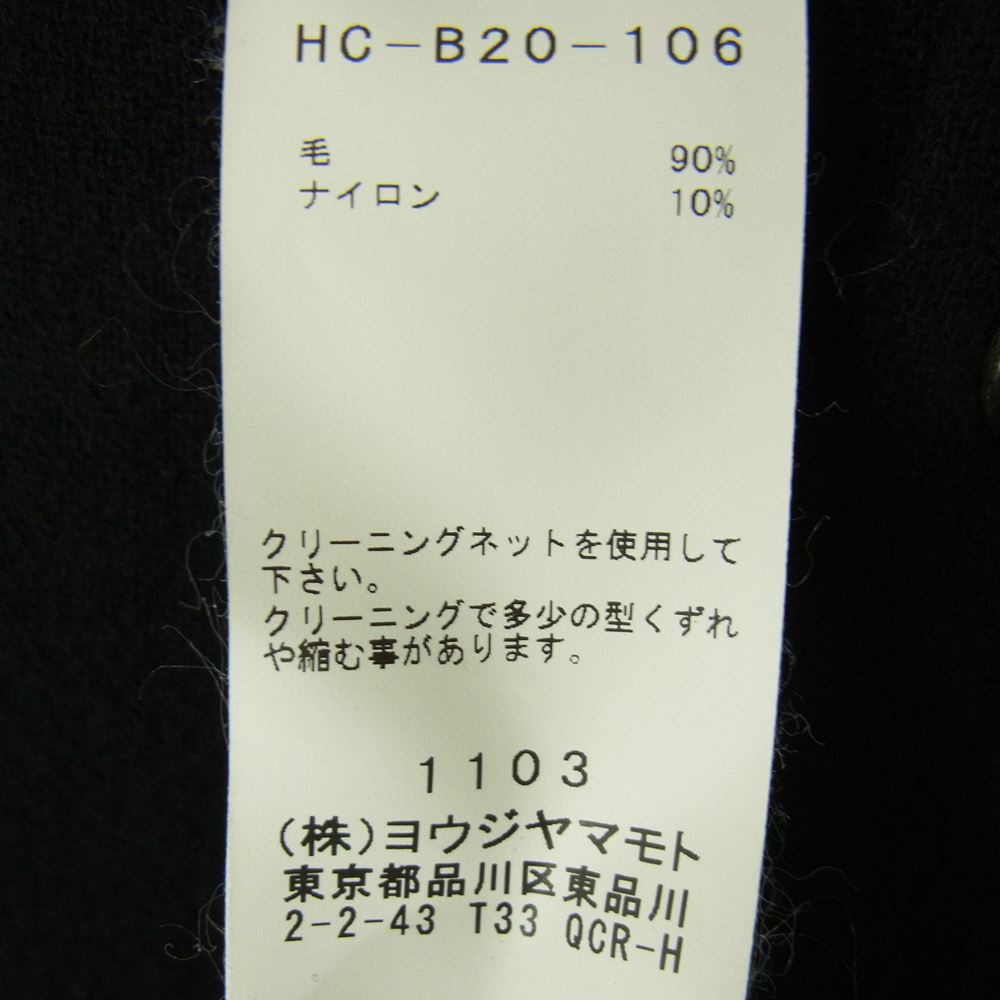 HC-B20-106
毛 90%
ナイロン 10%
クリーニングネットを使用して
下さい。
クリーニングで多少の型くずれ
や縮む事があります。
1103
(株)ヨウジヤマモト
東京都品川区東品川
2-2-43 T33 QCR-H